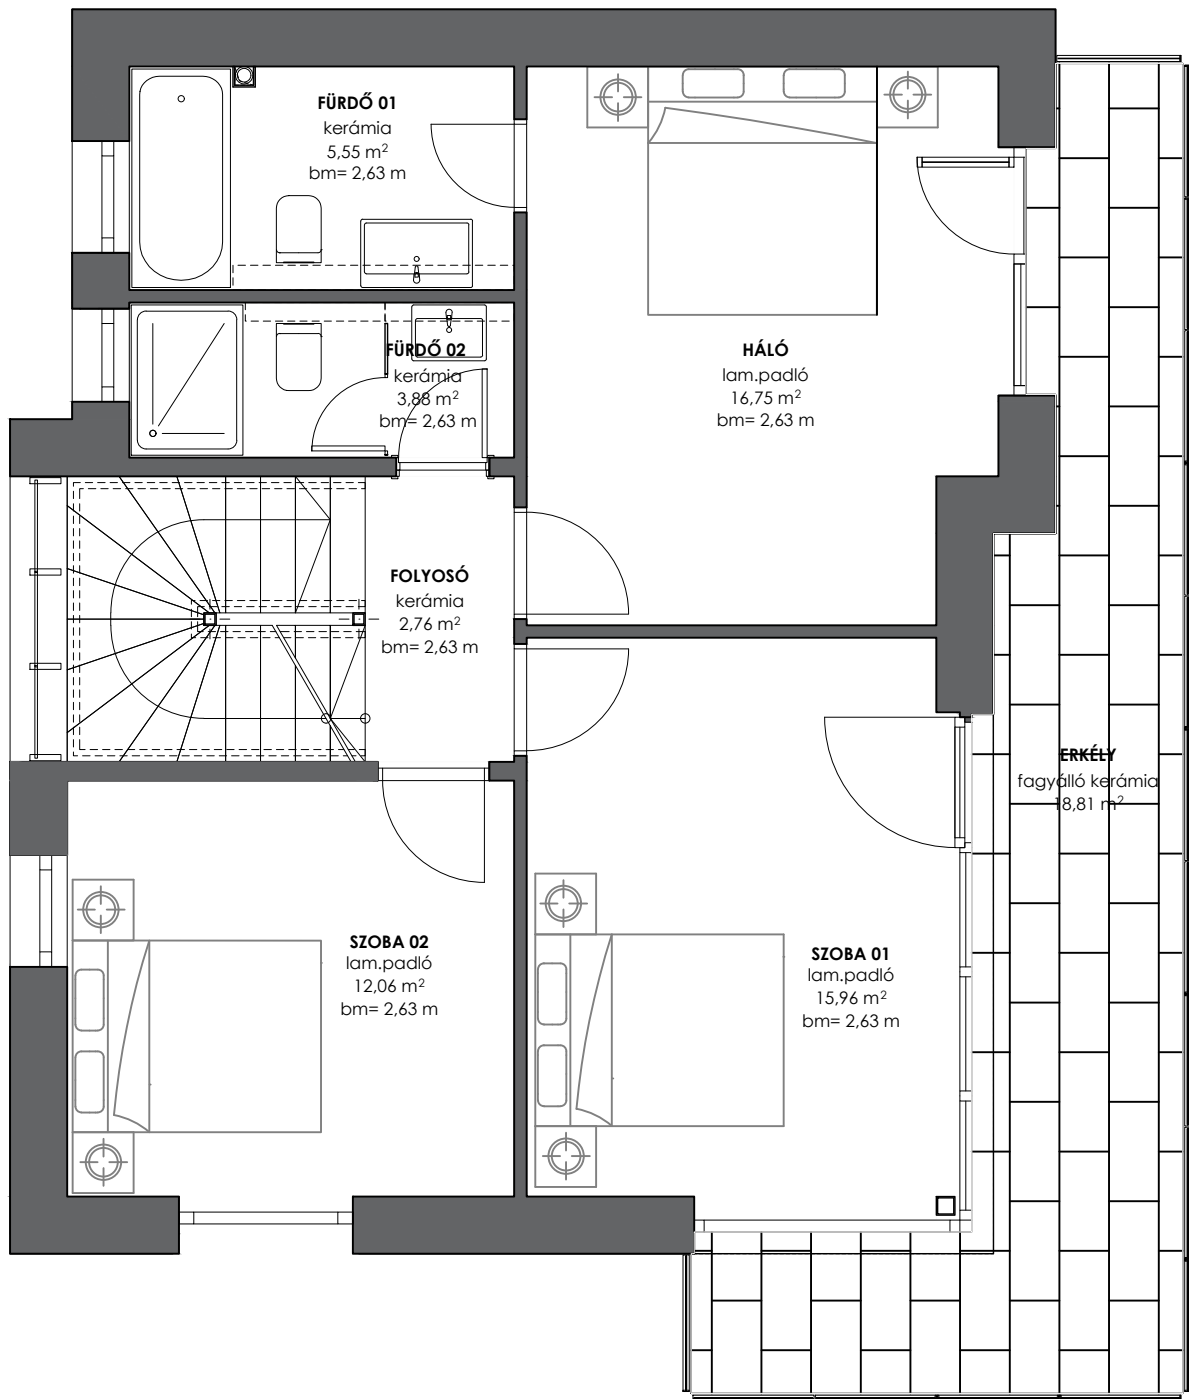 FÜRDŐ 01
kerámia
5,55 m²
bm= 2,63 m
FÜRDŐ 02
kerámia
3,88 m²
bm= 2,63 m
HÁLÓ
lam.padló
16,75 m²
bm= 2,63 m
FOLYOSÓ
kerámia
2,76 m²
bm= 2,63 m
ERKÉLY
fagyálló kerámia
18,81 m²
SZOBA 02
lam.padló
12,06 m²
bm= 2,63 m
SZOBA 01
lam.padló
15,96 m²
bm= 2,63 m